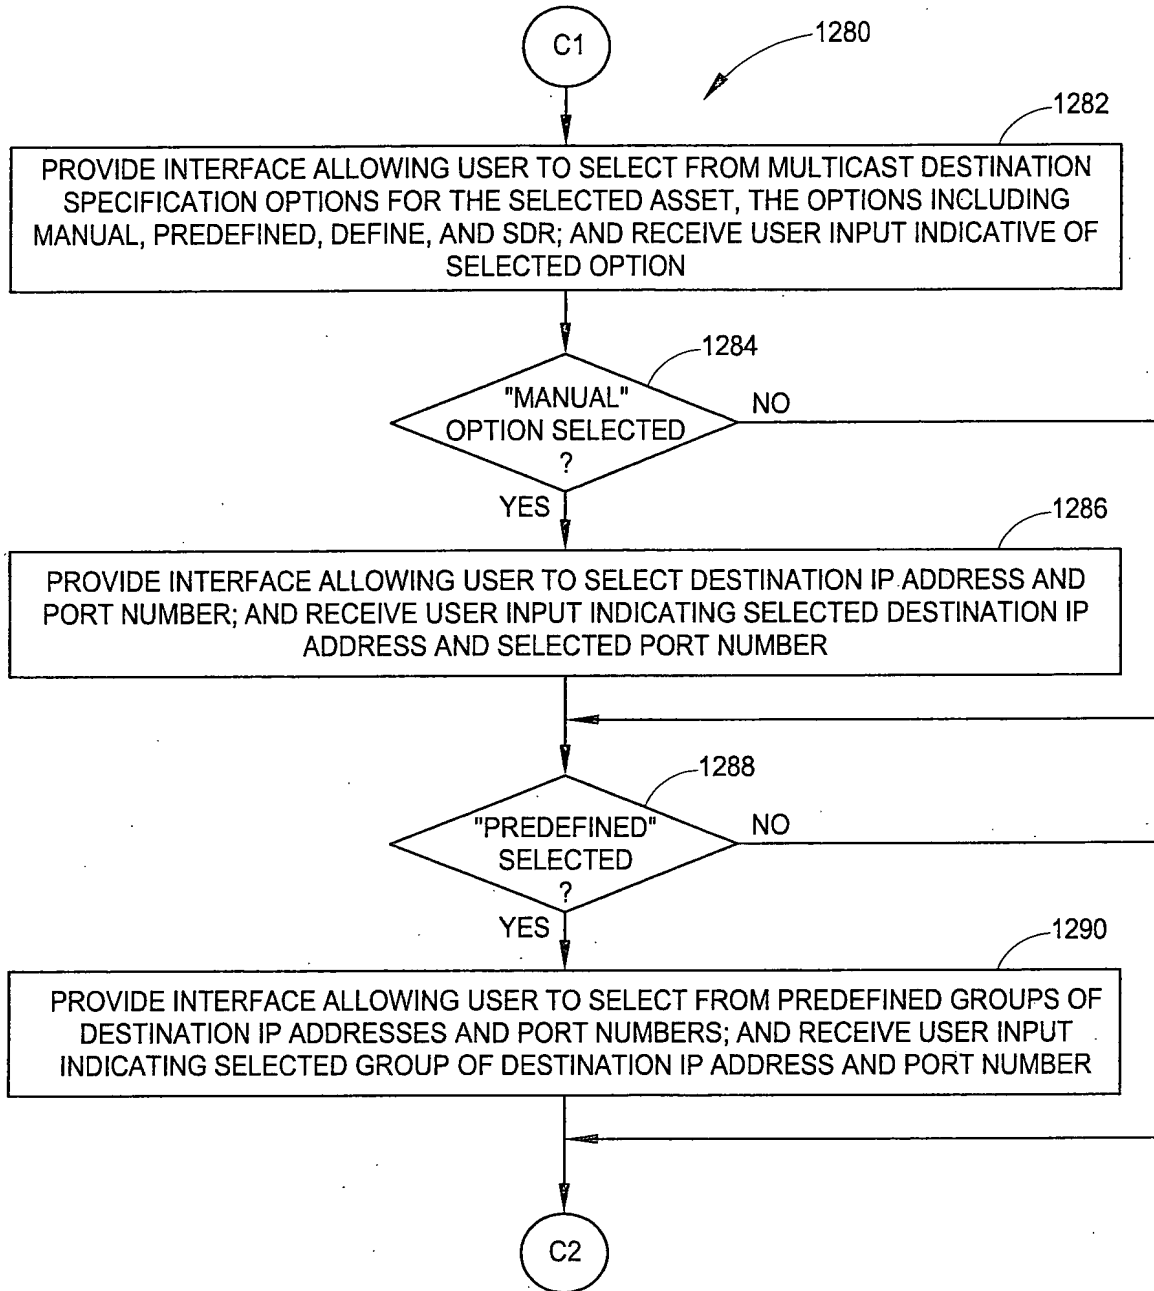 C1
1280
1282
PROVIDE INTERFACE ALLOWING USER TO SELECT FROM MULTICAST DESTINATION
SPECIFICATION OPTIONS FOR THE SELECTED ASSET, THE OPTIONS INCLUDING
MANUAL, PREDEFINED, DEFINE, AND SDR; AND RECEIVE USER INPUT INDICATIVE OF
SELECTED OPTION
1284
"MANUAL"
OPTION SELECTED
?
NO
YES
1286
PROVIDE INTERFACE ALLOWING USER TO SELECT DESTINATION IP ADDRESS AND
PORT NUMBER; AND RECEIVE USER INPUT INDICATING SELECTED DESTINATION IP
ADDRESS AND SELECTED PORT NUMBER
1288
"PREDEFINED"
SELECTED
?
NO
YES
1290
PROVIDE INTERFACE ALLOWING USER TO SELECT FROM PREDEFINED GROUPS OF
DESTINATION IP ADDRESSES AND PORT NUMBERS; AND RECEIVE USER INPUT
INDICATING SELECTED GROUP OF DESTINATION IP ADDRESS AND PORT NUMBER
C2